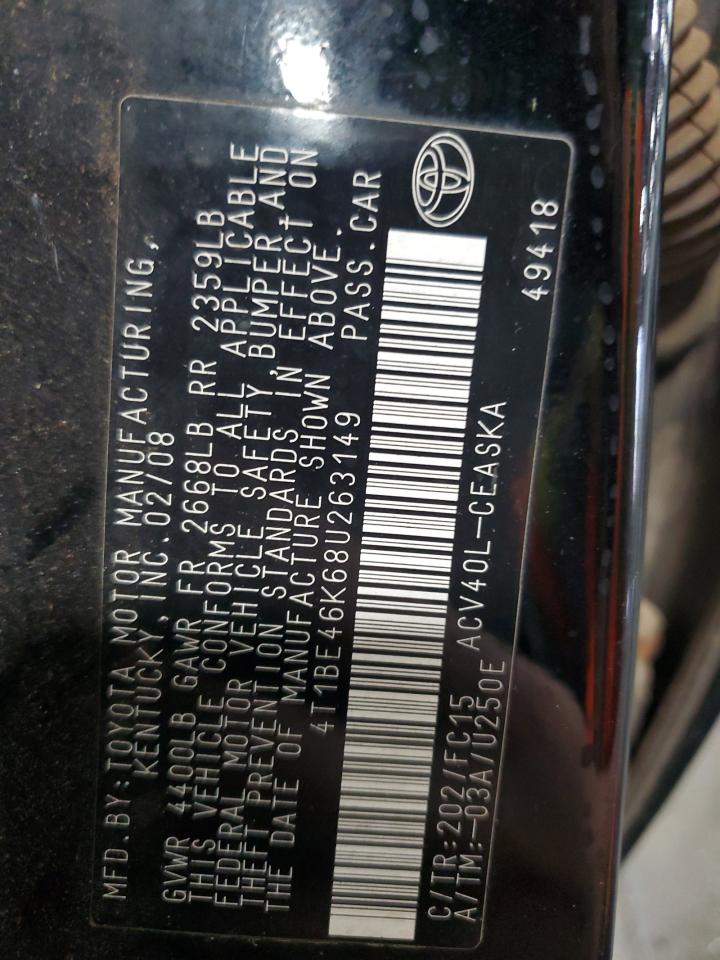 MFD.BY:TOYOTA MOTOR MANUFACTURING,
KENTUCKY,INC.02/08
GVWR 4400LB GAWR FR 2668LB RR 2359LB
THIS VEHICLE CONFORMS TO ALL APPLICABLE
FEDERAL MOTOR VEHICLE SAFETY,BUMPER,AND
THEFT PREVENTION STANDARDS IN EFFECT ON
THE DATE OF MANUFACTURE SHOWN ABOVE.
4T1BE46K68U263149 PASS.CAR
C/TR:202/FC15 ACV40L-CEASKA
A/TM:-03A/U250E
49418